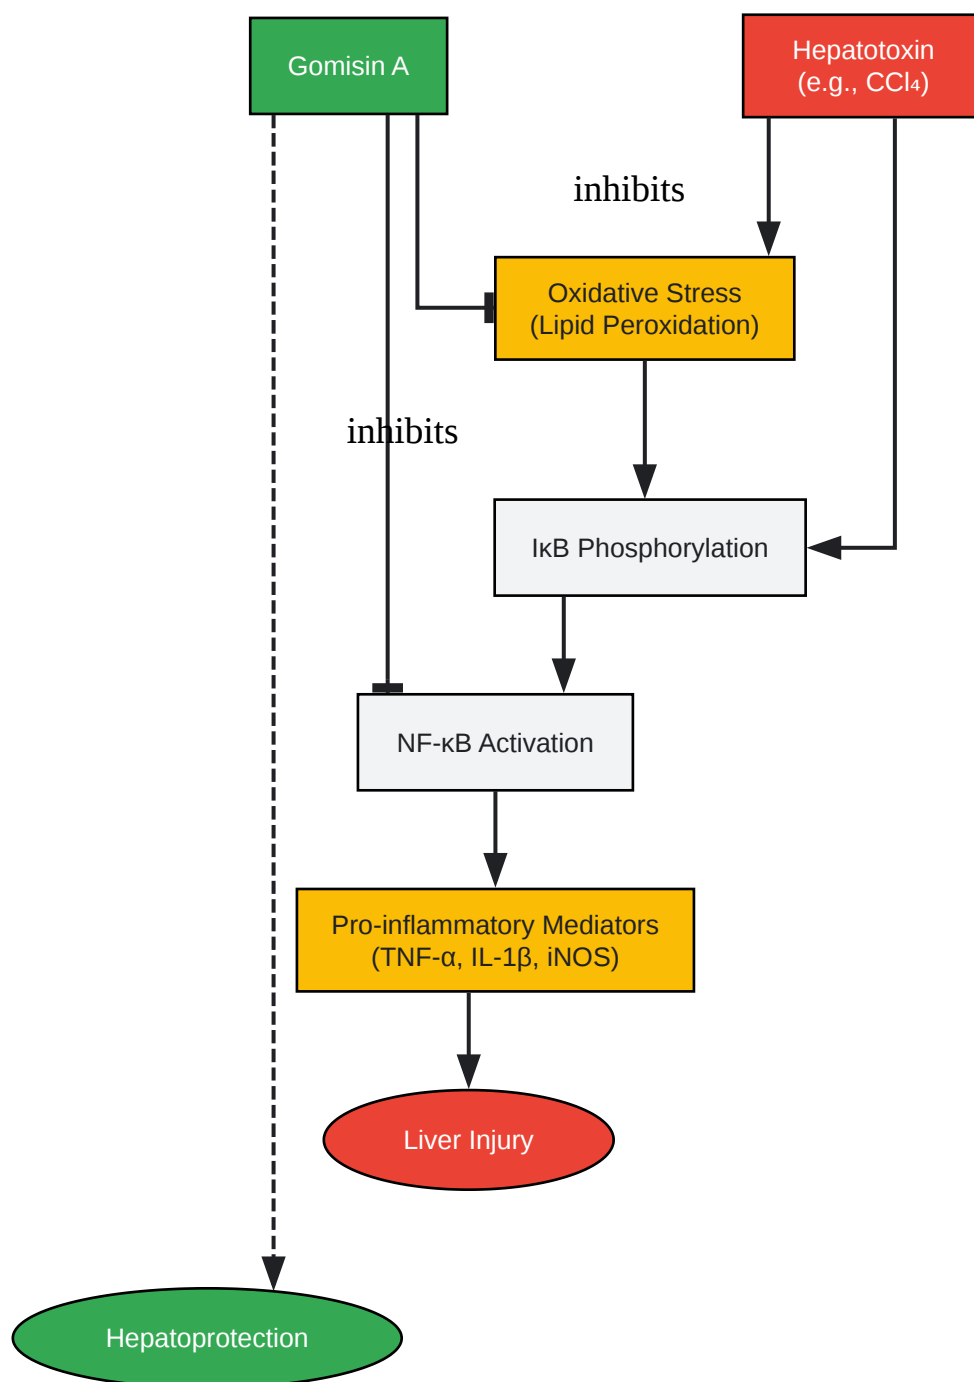 Gomisin A
Hepatotoxin
(e.g., CCl₄)
inhibits
Oxidative Stress
(Lipid Peroxidation)
inhibits
IκB Phosphorylation
NF-κB Activation
Pro-inflammatory Mediators
(TNF-α, IL-1β, iNOS)
Liver Injury
Hepatoprotection